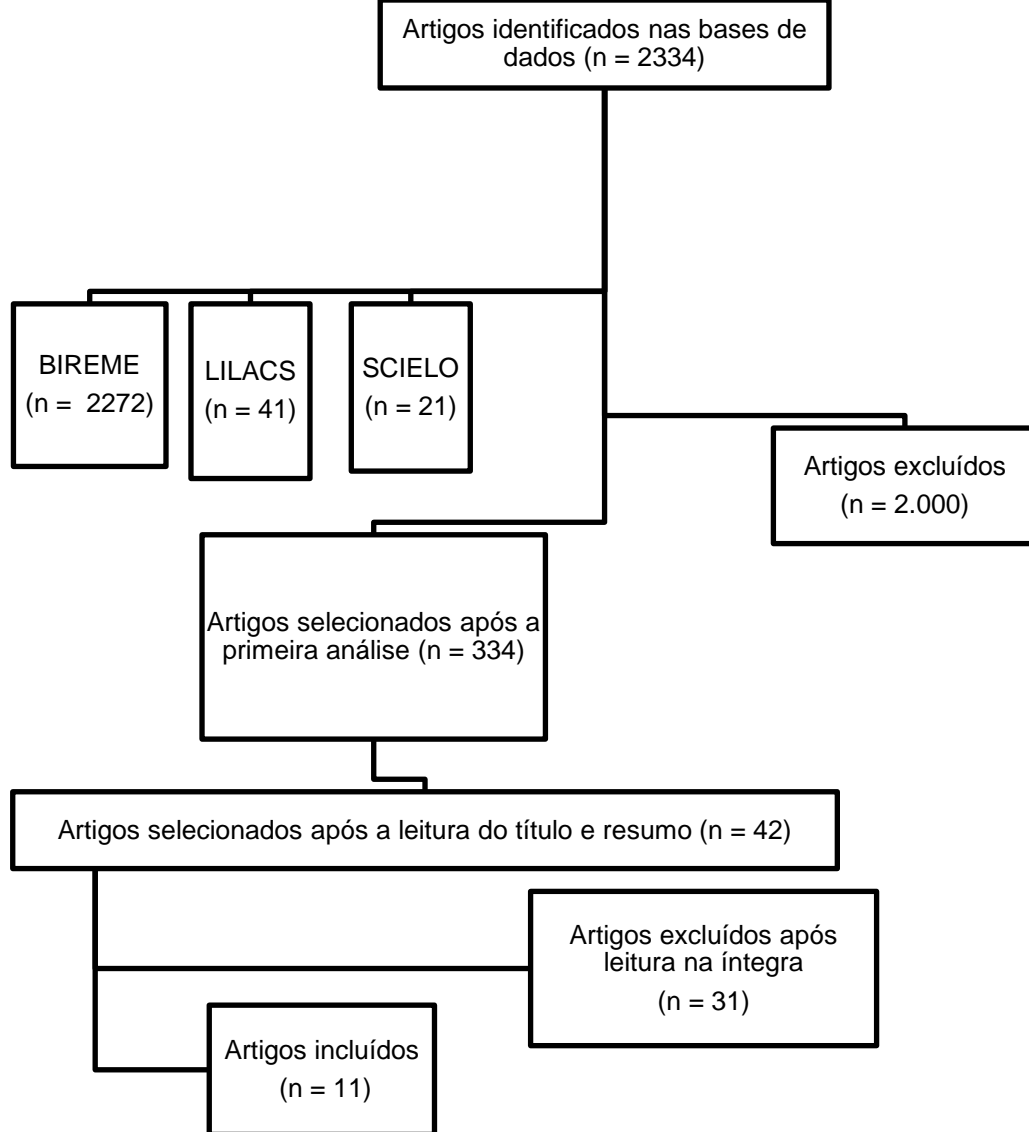 Artigos identificados nas bases de
dados (n = 2334)
BIREME
(n =  2272)
LILACS
(n = 41)
SCIELO
(n = 21)
Artigos excluídos
(n = 2.000)
Artigos selecionados após a
primeira análise (n = 334)
Artigos selecionados após a leitura do título e resumo (n = 42)
Artigos excluídos após
leitura na íntegra
(n = 31)
Artigos incluídos
(n = 11)